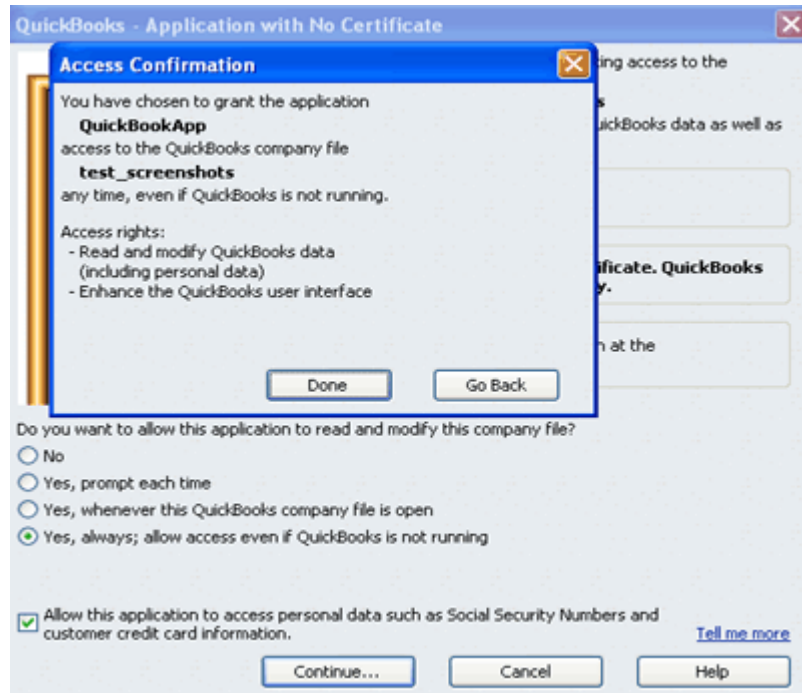 QuickBooks - Application with No Certificate
Access Confirmation
You have chosen to grant the application
QuickBookApp
access to the QuickBooks company file
test_screenshots
any time, even if QuickBooks is not running.
Access rights:
- Read and modify QuickBooks data
(including personal data)
- Enhance the QuickBooks user interface
Done
Go Back
access to the
QuickBooks data as well as
QuickBooks
at the
Do you want to allow this application to read and modify this company file?
No
Yes, prompt each time
Yes, whenever this QuickBooks company file is open
Yes, always; allow access even if QuickBooks is not running
Allow this application to access personal data such as Social Security Numbers and
customer credit card information.
Tell me more
Continue...
Cancel
Help